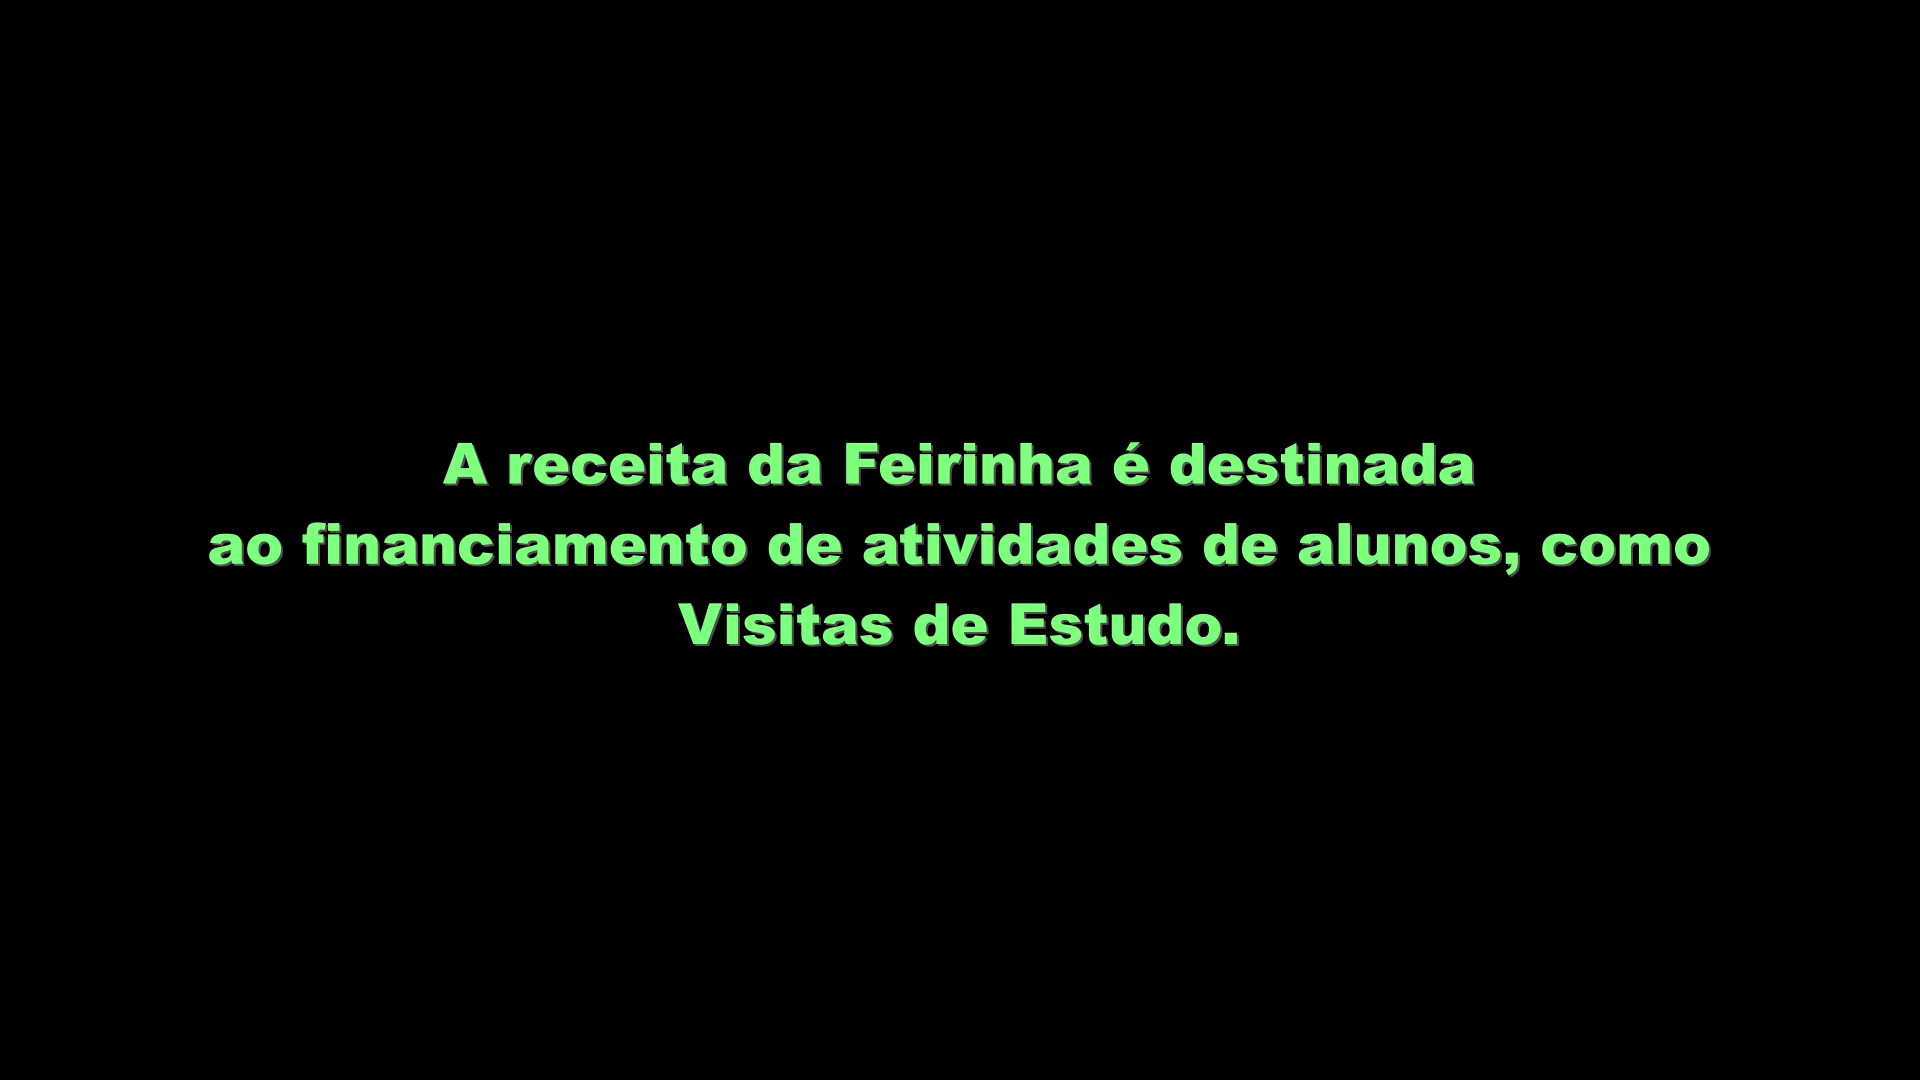 A receita da Feirinha é destinada
ao financiamento de atividades de alunos, como
Visitas de Estudo.